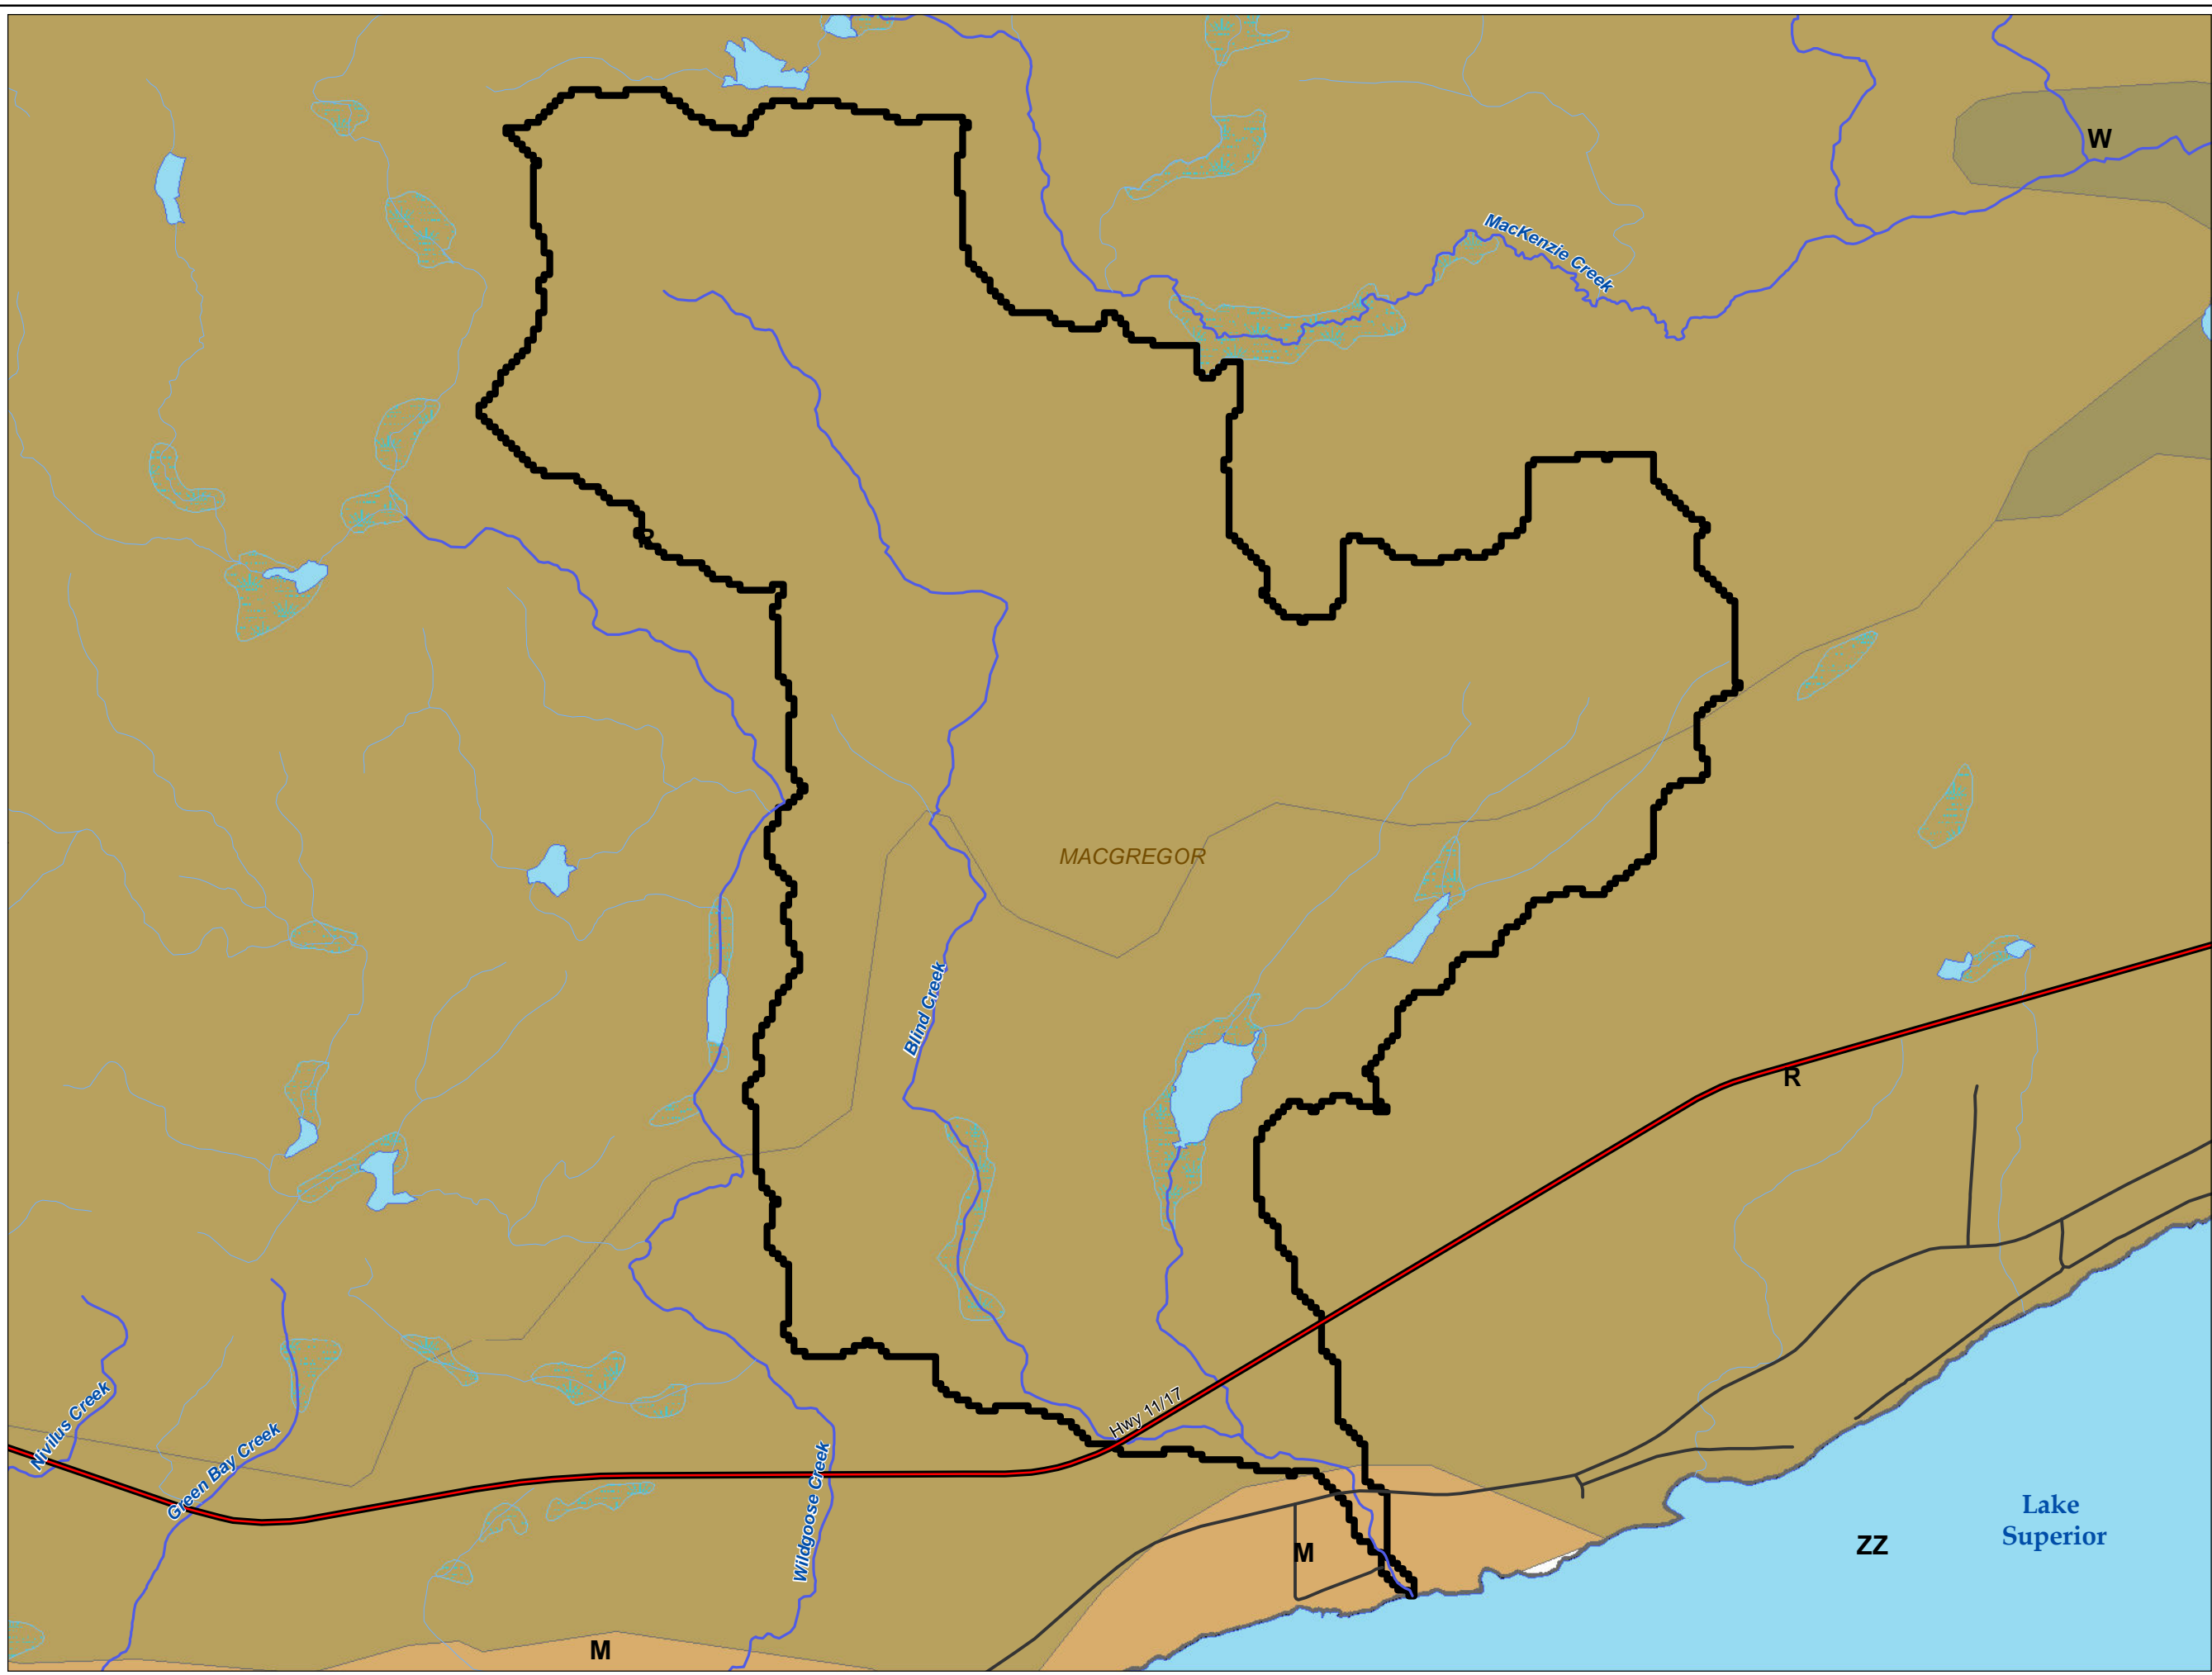 W
MacKenzie Creek
R
MACGREGOR
Blind Creek
R
Hwy 11/17
Nivilus Creek
Green Bay Creek
Wildgoose Creek
Lake
Superior
ZZ
M
M